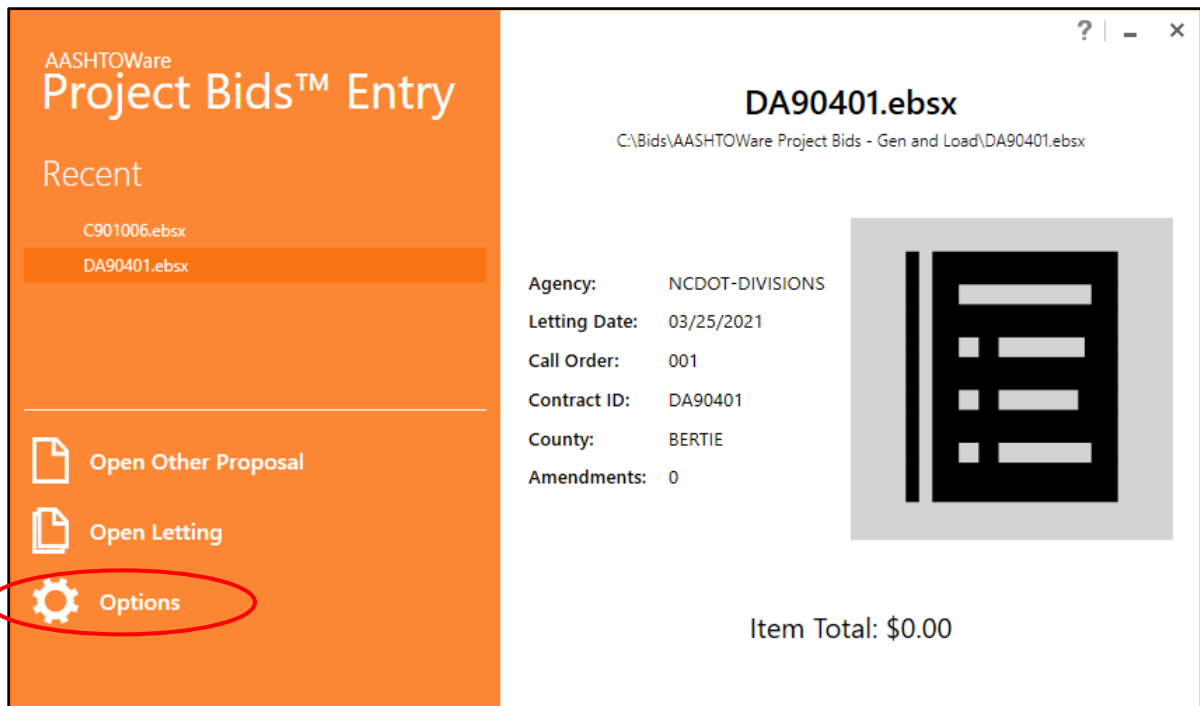 AASHTOWare
Project Bids™ Entry
Recent
C901006.ebsx
DA90401.ebsx
Open Other Proposal
Open Letting
Options
?
DA90401.ebsx
C:\Bids\AASHTOWare Project Bids - Gen and Load\DA90401.ebsx
Agency: NCDOT-DIVISIONS
Letting Date: 03/25/2021
Call Order: 001
Contract ID: DA90401
County: BERTIE
Amendments: 0
Item Total: $0.00